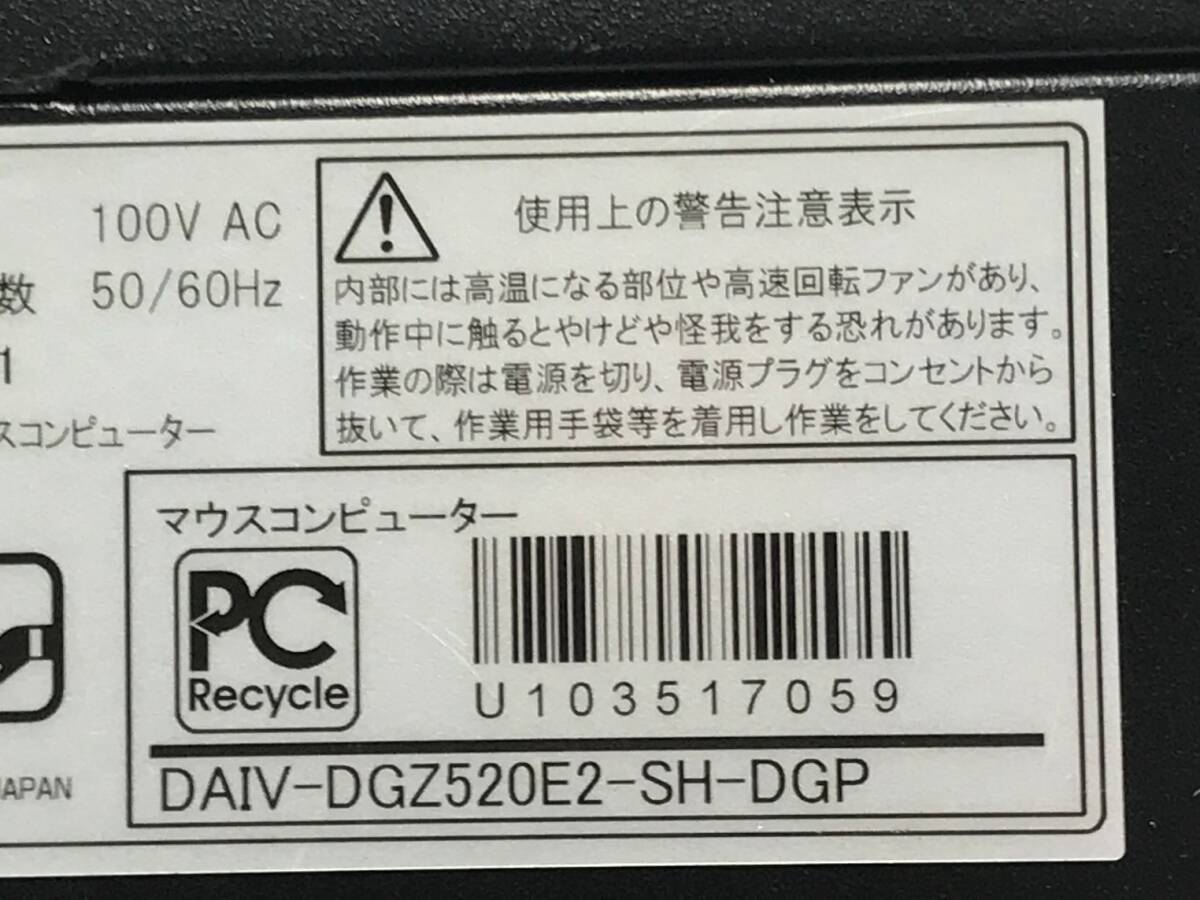 100V AC
数 50/60Hz
1
スコンピューター
使用上の警告注意表示
内部には高温になる部位や高速回転ファンがあり、
動作中に触るとやけどや怪我をする恐れがあります。
作業の際は電源を切り、電源プラグをコンセントから
抜いて、作業用手袋等を着用し作業をしてください。
マウスコンピューター
PC
Recycle
U103517059
JAPAN
DAIV-DGZ520E2-SH-DGP